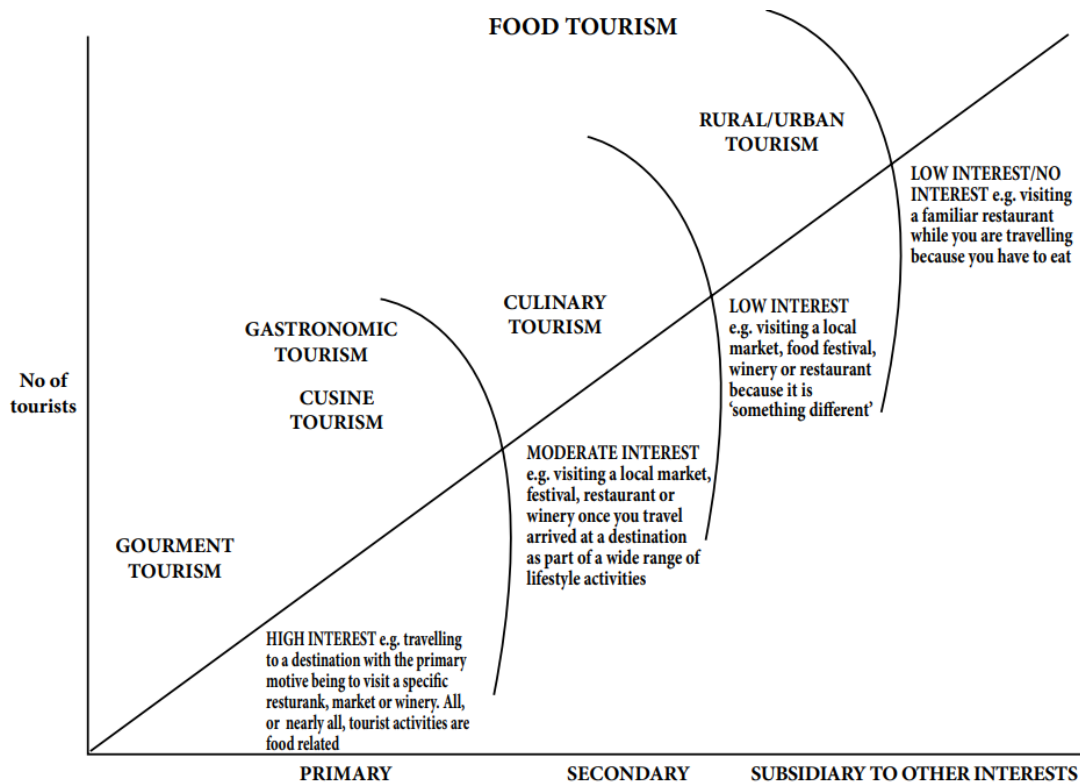 FOOD TOURISM
RURAL/URBAN
TOURISM
LOW INTEREST/NO
INTEREST e.g. visiting
a familiar restaurant
while you are travelling
because you have to eat
CULINARY
TOURISM
LOW INTEREST
e.g. visiting a local
market, food festival,
winery or restaurant
because it is
‘something different’
GASTRONOMIC
TOURISM
CUSINE
TOURISM
No of
tourists
MODERATE INTEREST
e.g. visiting a local market,
festival, restaurant or
winery once you travel
arrived at a destination
as part of a wide range of
lifestyle activities
GOURMENT
TOURISM
HIGH INTEREST e.g. travelling
to a destination with the primary
motive being to visit a specific
resturank, market or winery. All,
or nearly all, tourist activities are
food related
PRIMARY
SECONDARY
SUBSIDIARY TO OTHER INTERESTS